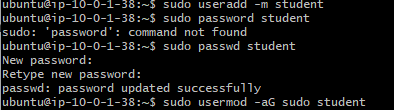 ubuntu@ip-10-0-1-38:~$ sudo useradd -m student
ubuntu@ip-10-0-1-38:~$ sudo password student
sudo: 'password': command not found
ubuntu@ip-10-0-1-38:~$ sudo passwd student
New password:
Retype new password:
passwd: password updated successfully
ubuntu@ip-10-0-1-38:~$ sudo usermod -aG sudo student